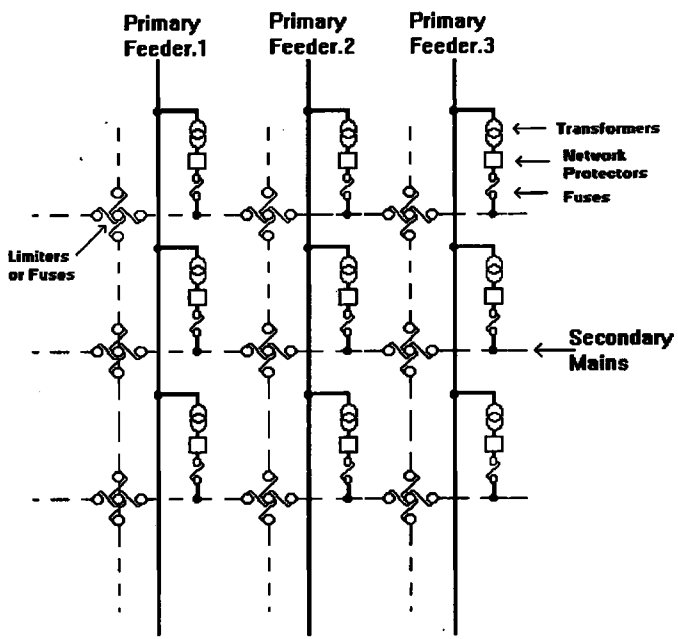 Primary
Feeder.1
Primary
Feeder.2
Primary
Feeder.3
Transformers
Network
Protectors
Fuses
Limiters
or Fuses
Secondary
Mains